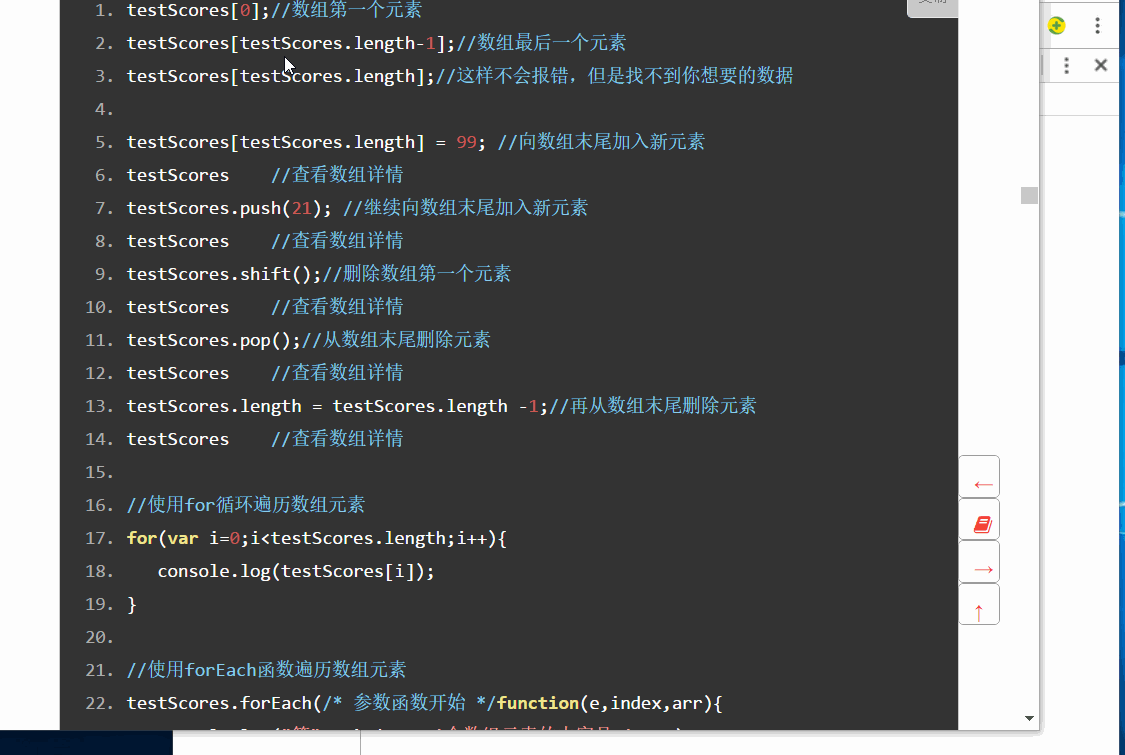 1. testScores[0];//数组第一个元素
2. testScores[testScores.length-1];//数组最后一个元素
3. testScores[testScores.length];//这样不会报错，但是找不到你想要的数据
4.
5. testScores[testScores.length] = 99; //向数组末尾加入新元素
6. testScores    //查看数组详情
7. testScores.push(21); //继续向数组末尾加入新元素
8. testScores    //查看数组详情
9. testScores.shift();//删除数组第一个元素
10. testScores    //查看数组详情
11. testScores.pop();//从数组末尾删除元素
12. testScores    //查看数组详情
13. testScores.length = testScores.length -1;//再从数组末尾删除元素
14. testScores    //查看数组详情
15.
16. //使用for循环遍历数组元素
17. for(var i=0;i<testScores.length;i++){
18.    console.log(testScores[i]);
19. }
20.
21. //使用forEach函数遍历数组元素
22. testScores.forEach(/* 参数函数开始 */function(e,index,arr){